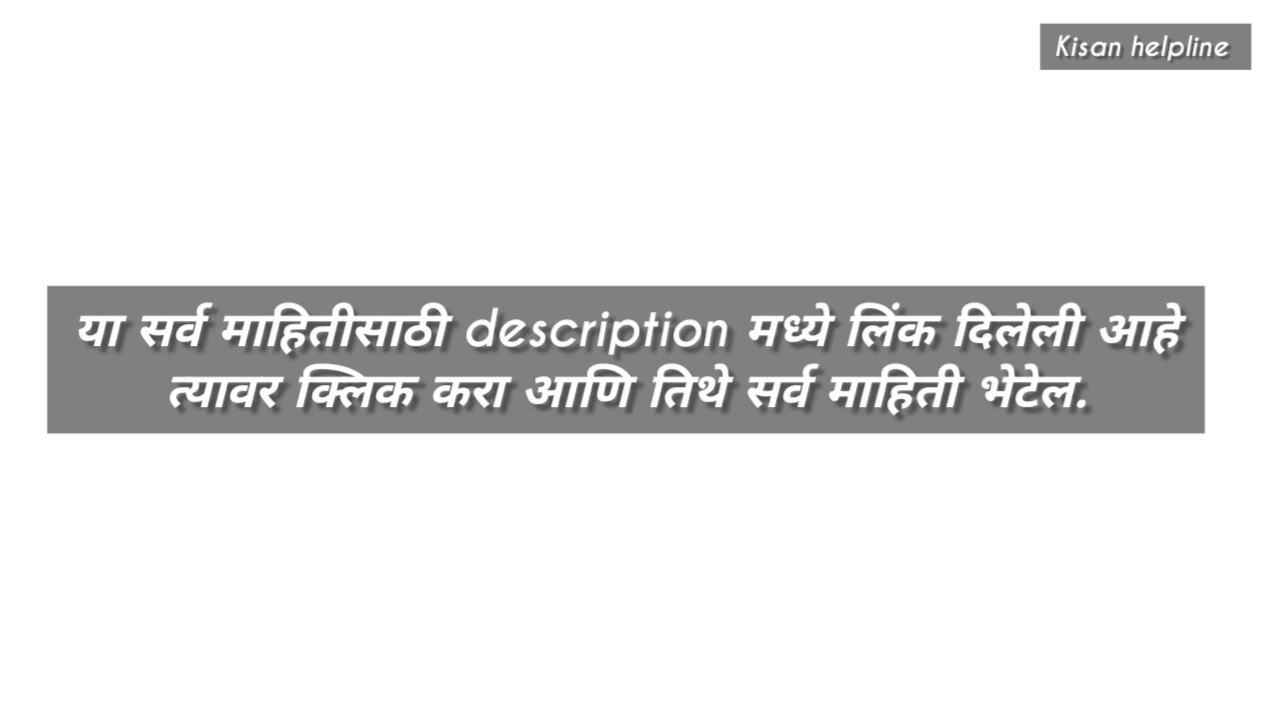 Kisan helpline
या सर्व माहितीसाठी description मध्ये लिंक दिलेली आहे
त्यावर क्लिक करा आणि तिथे सर्व माहिती भेटेल.